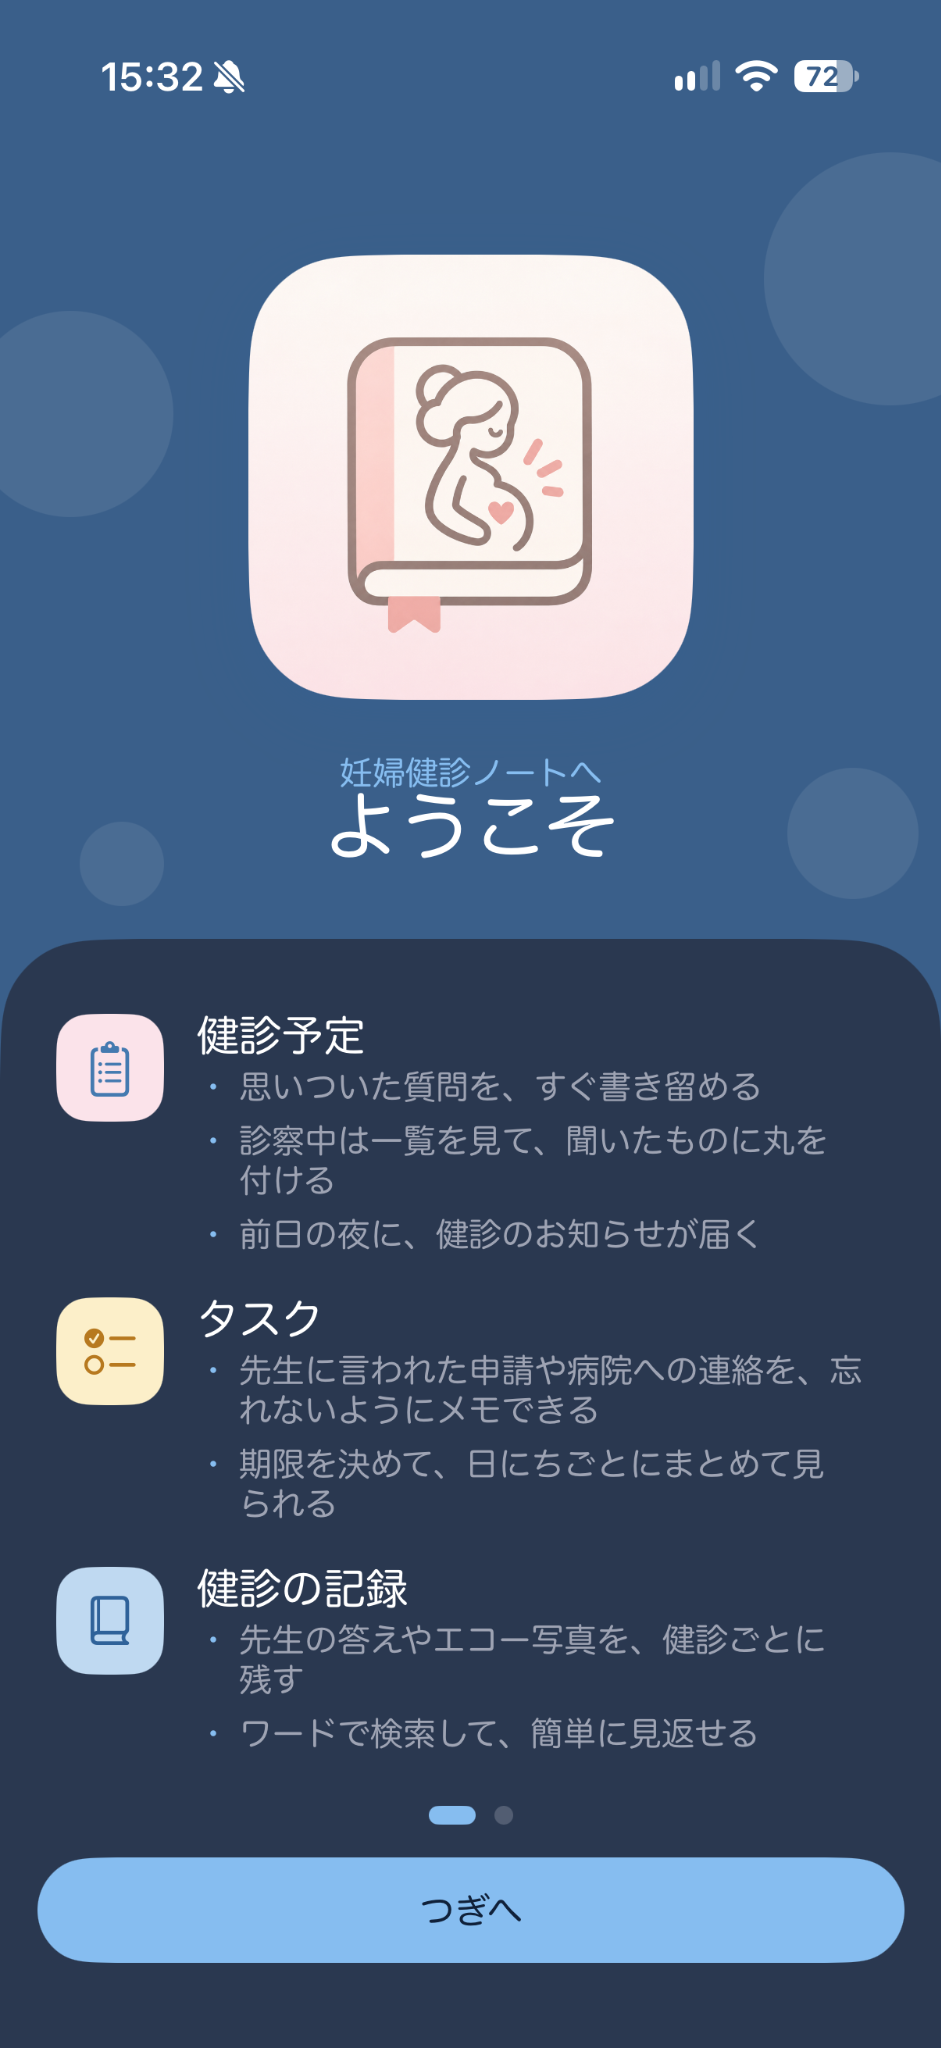 15:32
72
妊婦健診ノートへ
ようこそ
健診予定
・ 思いついた質問を、すぐ書き留める
・ 診察中は一覧を見て、聞いたものに丸を
付ける
・ 前日の夜に、健診のお知らせが届く
タスク
・ 先生に言われた申請や病院への連絡を、忘
れないようにメモできる
・ 期限を決めて、日にちごとにまとめて見
られる
健診の記録
・ 先生の答えやエコー写真を、健診ごとに
残す
・ ワードで検索して、簡単に見返せる
つぎへ